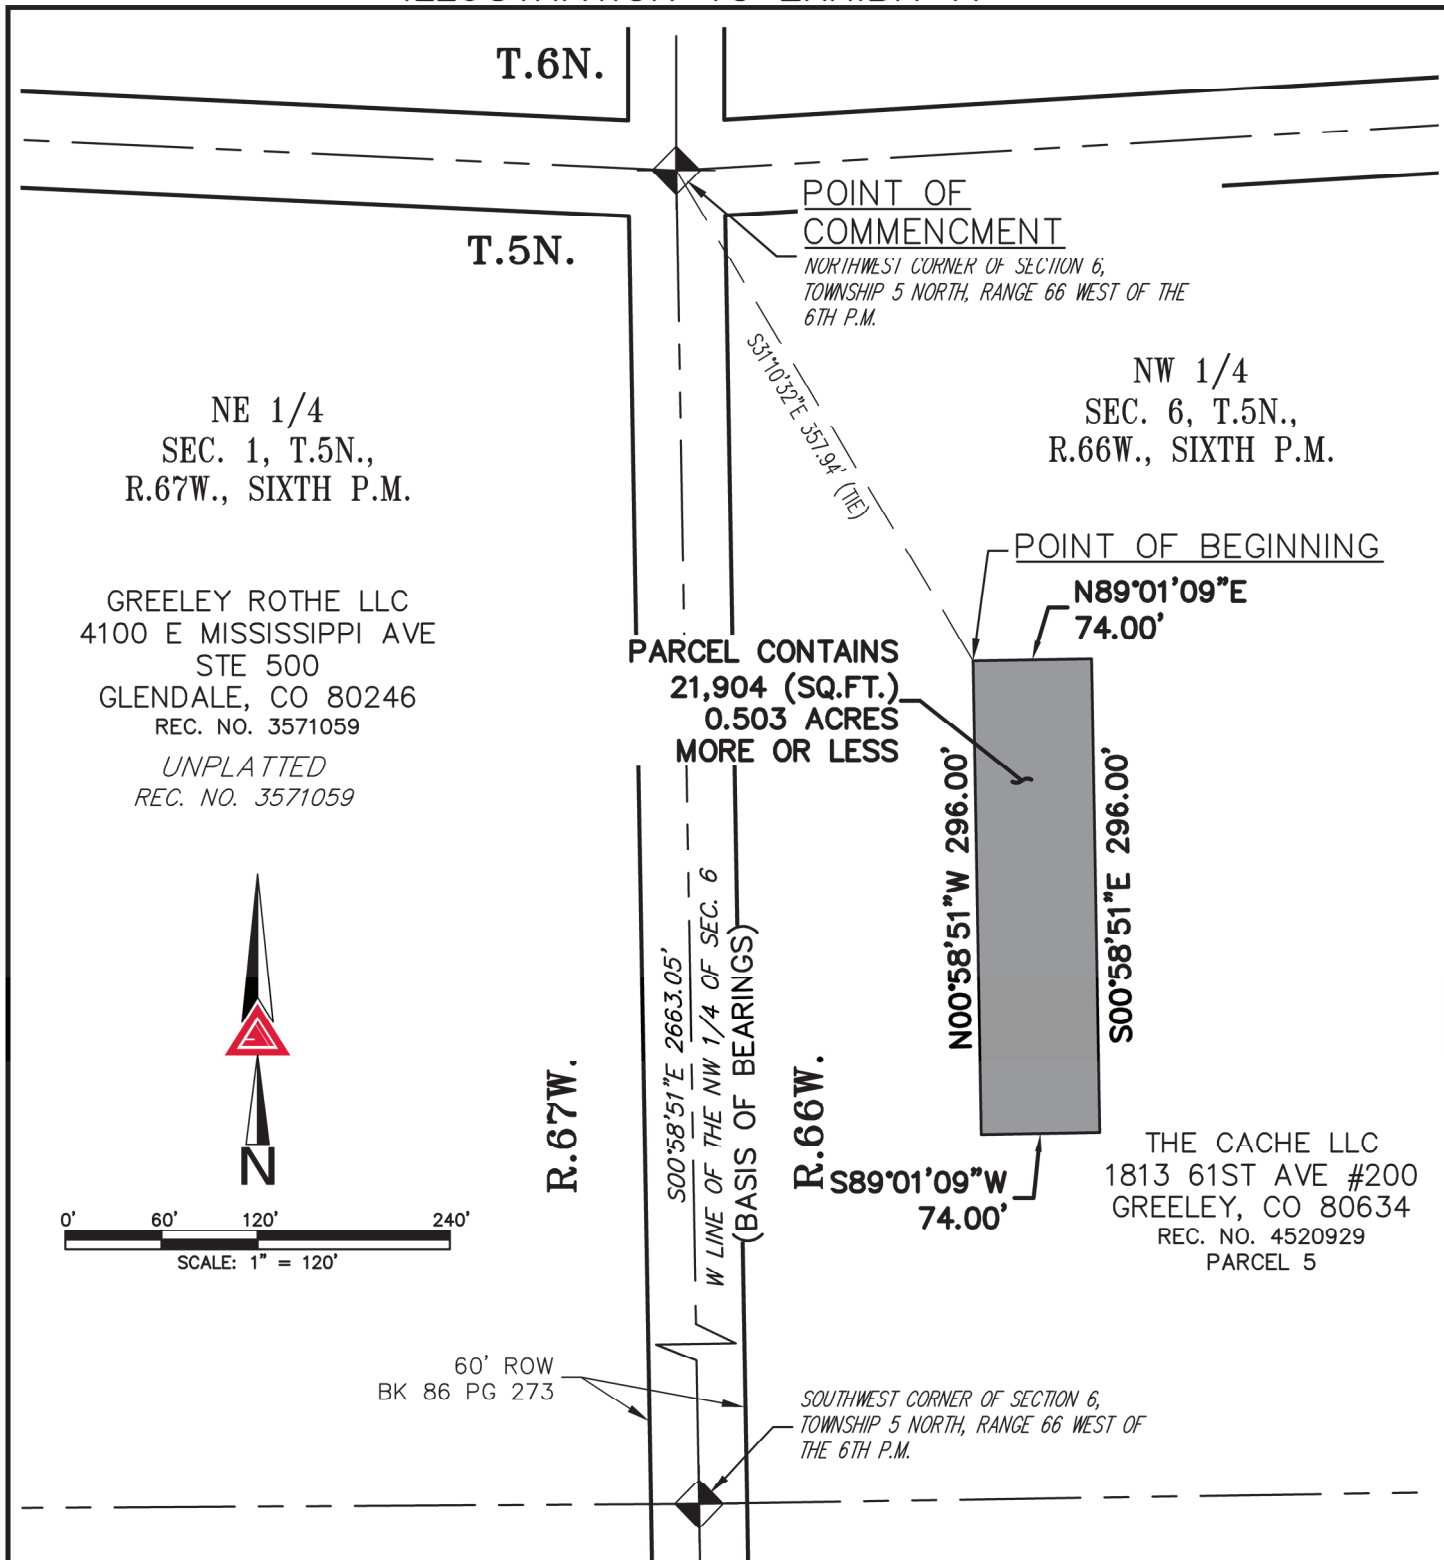 T.6N.
POINT OF
COMMENCMENT
NORTHWEST CORNER OF SECTION 6,
TOWNSHIP 5 NORTH, RANGE 66 WEST OF THE
6TH P.M.
T.5N.
S31°10'32"E 357.94' (TIE)
NE 1/4
SEC. 1, T.5N.,
R.67W., SIXTH P.M.
NW 1/4
SEC. 6, T.5N.,
R.66W., SIXTH P.M.
GREELEY ROTHE LLC
4100 E MISSISSIPPI AVE
STE 500
GLENDALE, CO 80246
REC. NO. 3571059
UNPLATTED
REC. NO. 3571059
POINT OF BEGINNING
N89°01'09"E
74.00'
PARCEL CONTAINS
21,904 (SQ.FT.)
0.503 ACRES
MORE OR LESS
N00°58'51"W 296.00'
S00°58'51"E 296.00'
S00°58'51"E 2663.05'
W LINE OF THE NW 1/4 OF SEC. 6
(BASIS OF BEARINGS)
R.67W.
R.66W.
S89°01'09"W
74.00'
THE CACHE LLC
1813 61ST AVE #200
GREELEY, CO 80634
REC. NO. 4520929
PARCEL 5
N
0' 60' 120' 240'
SCALE: 1" = 120'
60' ROW
BK 86 PG 273
SOUTHWEST CORNER OF SECTION 6,
TOWNSHIP 5 NORTH, RANGE 66 WEST OF
THE 6TH P.M.